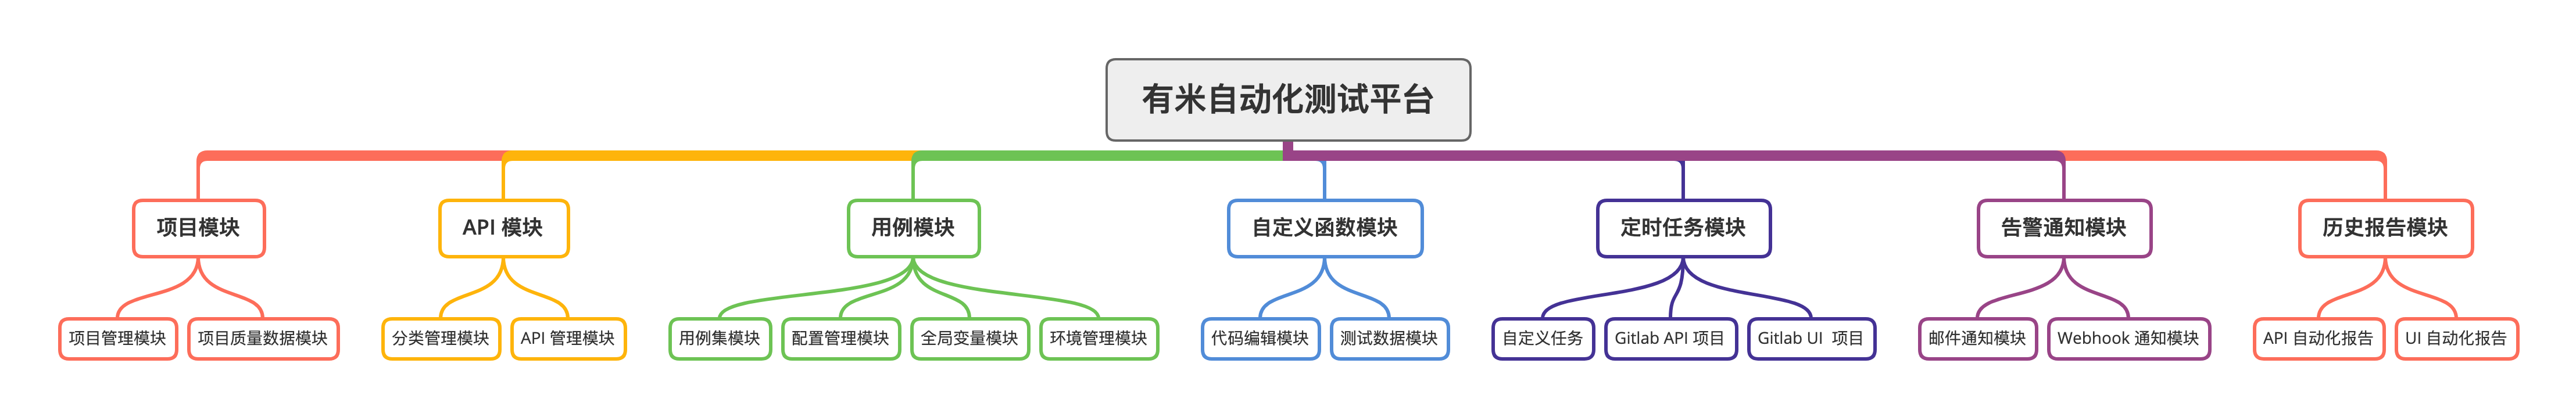 有米自动化测试平台
项目模块
API 模块
用例模块
自定义函数模块
定时任务模块
告警通知模块
历史报告模块
项目管理模块
项目质量数据模块
分类管理模块
API 管理模块
用例集模块
配置管理模块
全局变量模块
环境管理模块
代码编辑模块
测试数据模块
自定义任务
Gitlab API 项目
Gitlab UI 项目
邮件通知模块
Webhook 通知模块
API 自动化报告
UI 自动化报告